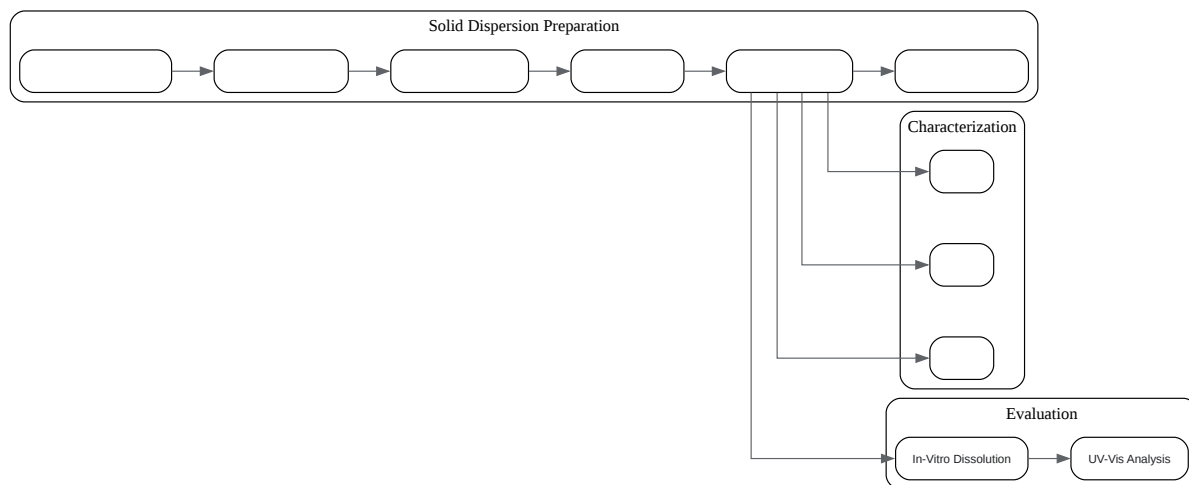 Solid Dispersion Preparation
Characterization
Evaluation
In-Vitro Dissolution
UV-Vis Analysis